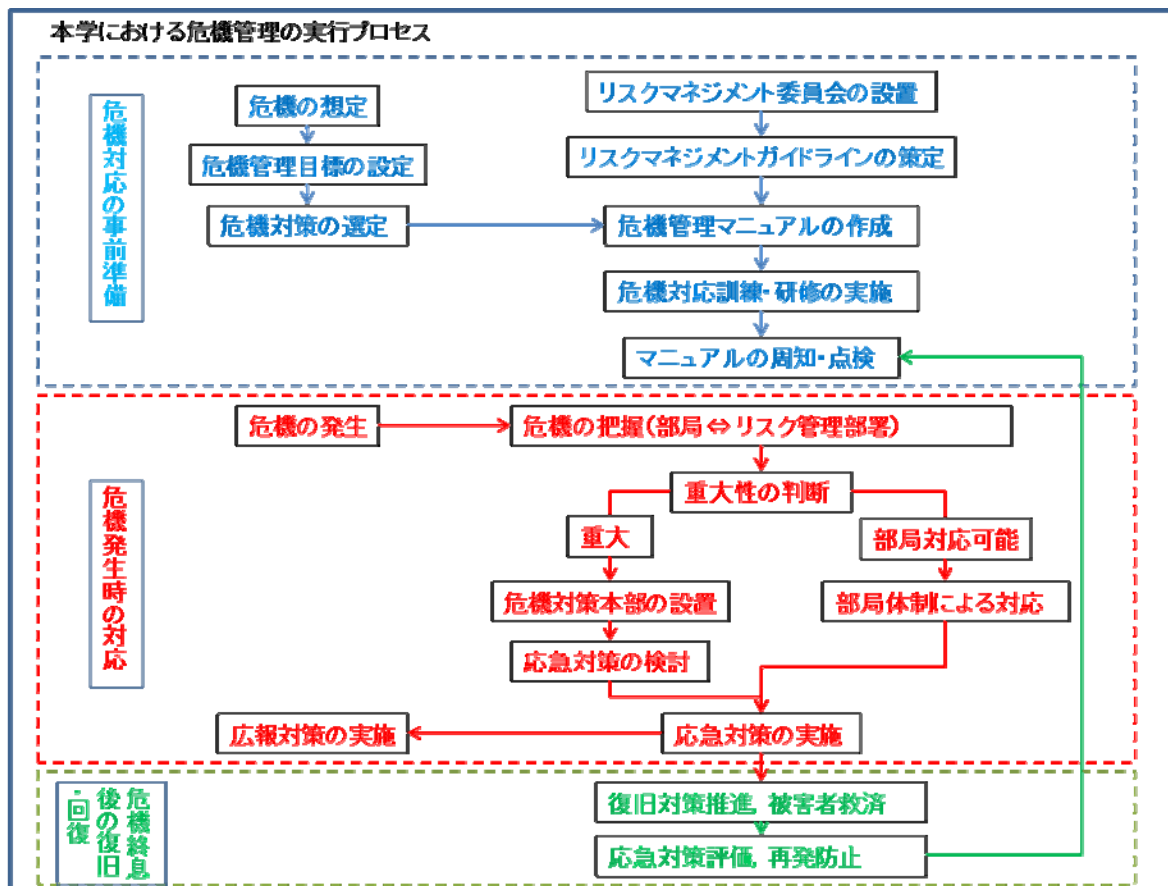 本学における危機管理の実行プロセス
危機対応の事前準備
危機の想定
リスクマネジメント委員会の設置
危機管理目標の設定
リスクマネジメントガイドラインの策定
危機対策の選定
危機管理マニュアルの作成
危機対応訓練・研修の実施
マニュアルの周知・点検
危機発生時の対応
危機の発生
危機の把握(部局⇔リスク管理部署)
重大性の判断
重大
部局対応可能
危機対策本部の設置
部局体制による対応
応急対策の検討
広報対策の実施
応急対策の実施
危機終息
後の復旧
・回復
復旧対策推進, 被害者救済
応急対策評価, 再発防止